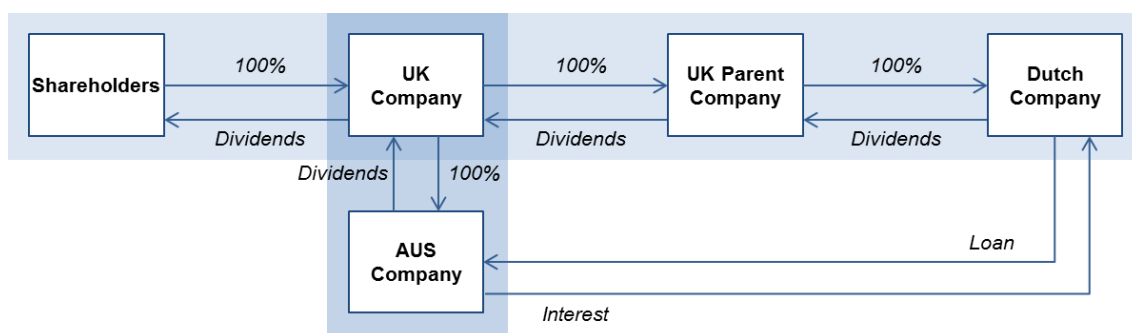 Shareholders
100%
Dividends
UK
Company
100%
Dividends
UK Parent
Company
100%
Dividends
Dutch
Company
Dividends
100%
AUS
Company
Loan
Interest